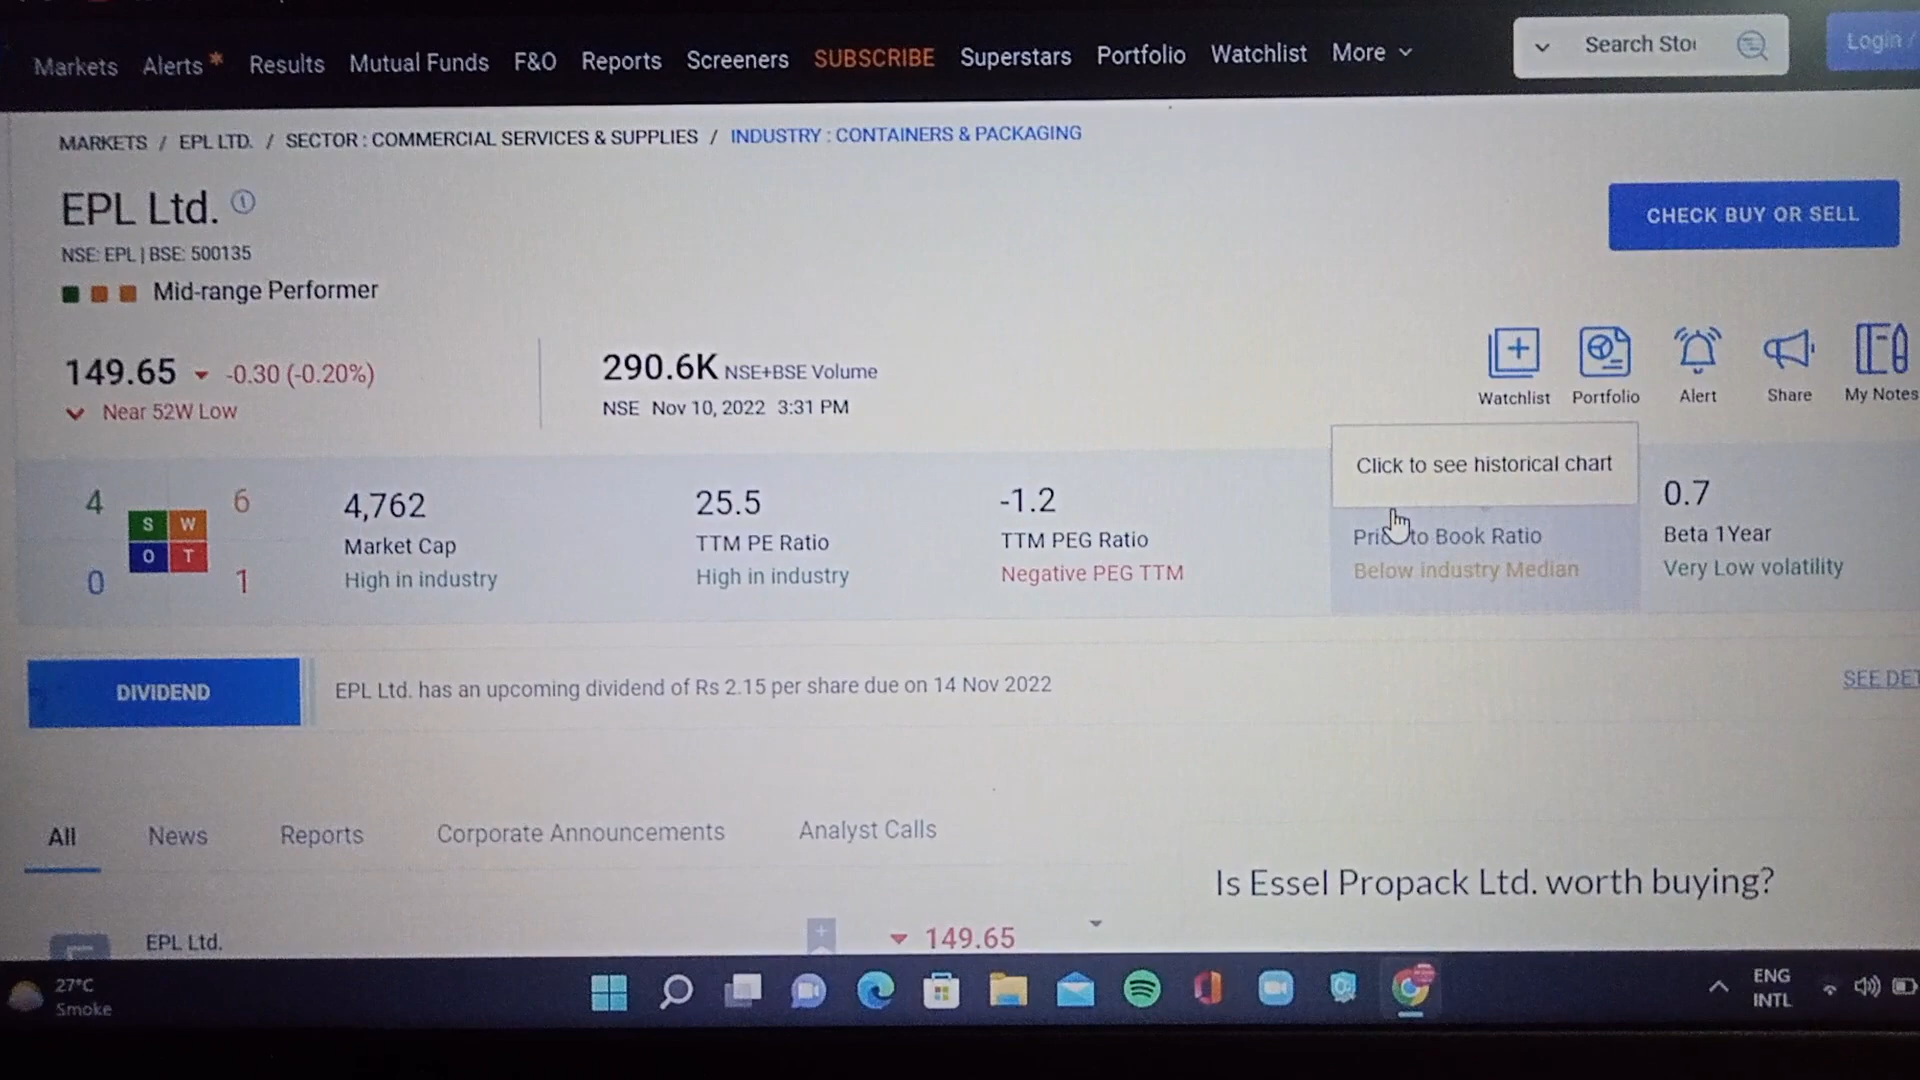 Markets Alerts * Results Mutual Funds F&O Reports Screeners SUBSCRIBE Superstars Portfolio Watchlist More Search Login /
MARKETS / EPL LTD. / SECTOR : COMMERCIAL SERVICES & SUPPLIES / INDUSTRY : CONTAINERS & PACKAGING
EPL Ltd.
CHECK BUY OR SELL
NSE: EPL | BSE: 500135
Mid-range Performer
149.65 -0.30 (-0.20%)
Near 52W Low
290.6K NSE+BSE Volume
NSE Nov 10, 2022 3:31 PM
Watchlist Portfolio Alert Share My Notes
Click to see historical chart
4 6
S W
O T
0 1
4,762
Market Cap
High in industry
25.5
TTM PE Ratio
High in industry
-1.2
TTM PEG Ratio
Negative PEG TTM
to Book Ratio
Below industry Median
0.7
Beta 1Year
Very Low volatility
DIVIDEND
EPL Ltd. has an upcoming dividend of Rs 2.15 per share due on 14 Nov 2022
SEE
All News Reports Corporate Announcements Analyst Calls
Is Essel Propack Ltd. worth buying?
EPL Ltd. 149.65
27°C
Smoke
ENG
INTL